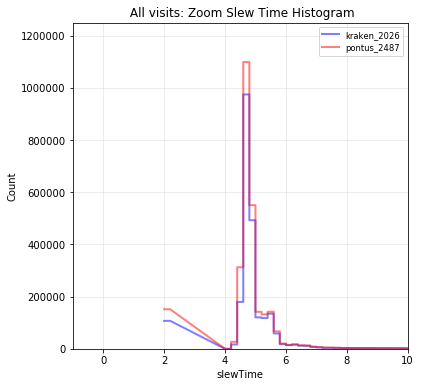 All visits: Zoom Slew Time Histogram
kraken_2026
pontus_2487
Count
1200000
1000000
800000
600000
400000
200000
0
0 2 4 6 8 10
slewTime